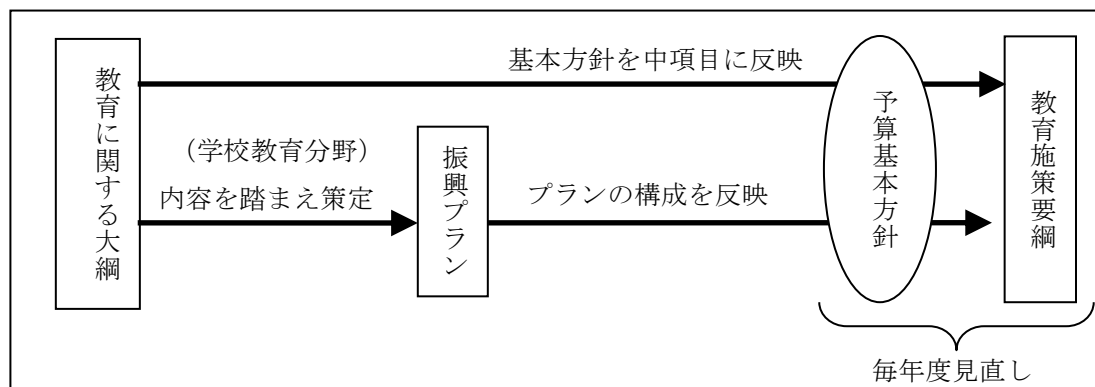 教育に関する大綱
基本方針を中項目に反映
（学校教育分野）
内容を踏まえ策定
振興プラン
プランの構成を反映
予算基本方針
教育施策要綱
毎年度見直し